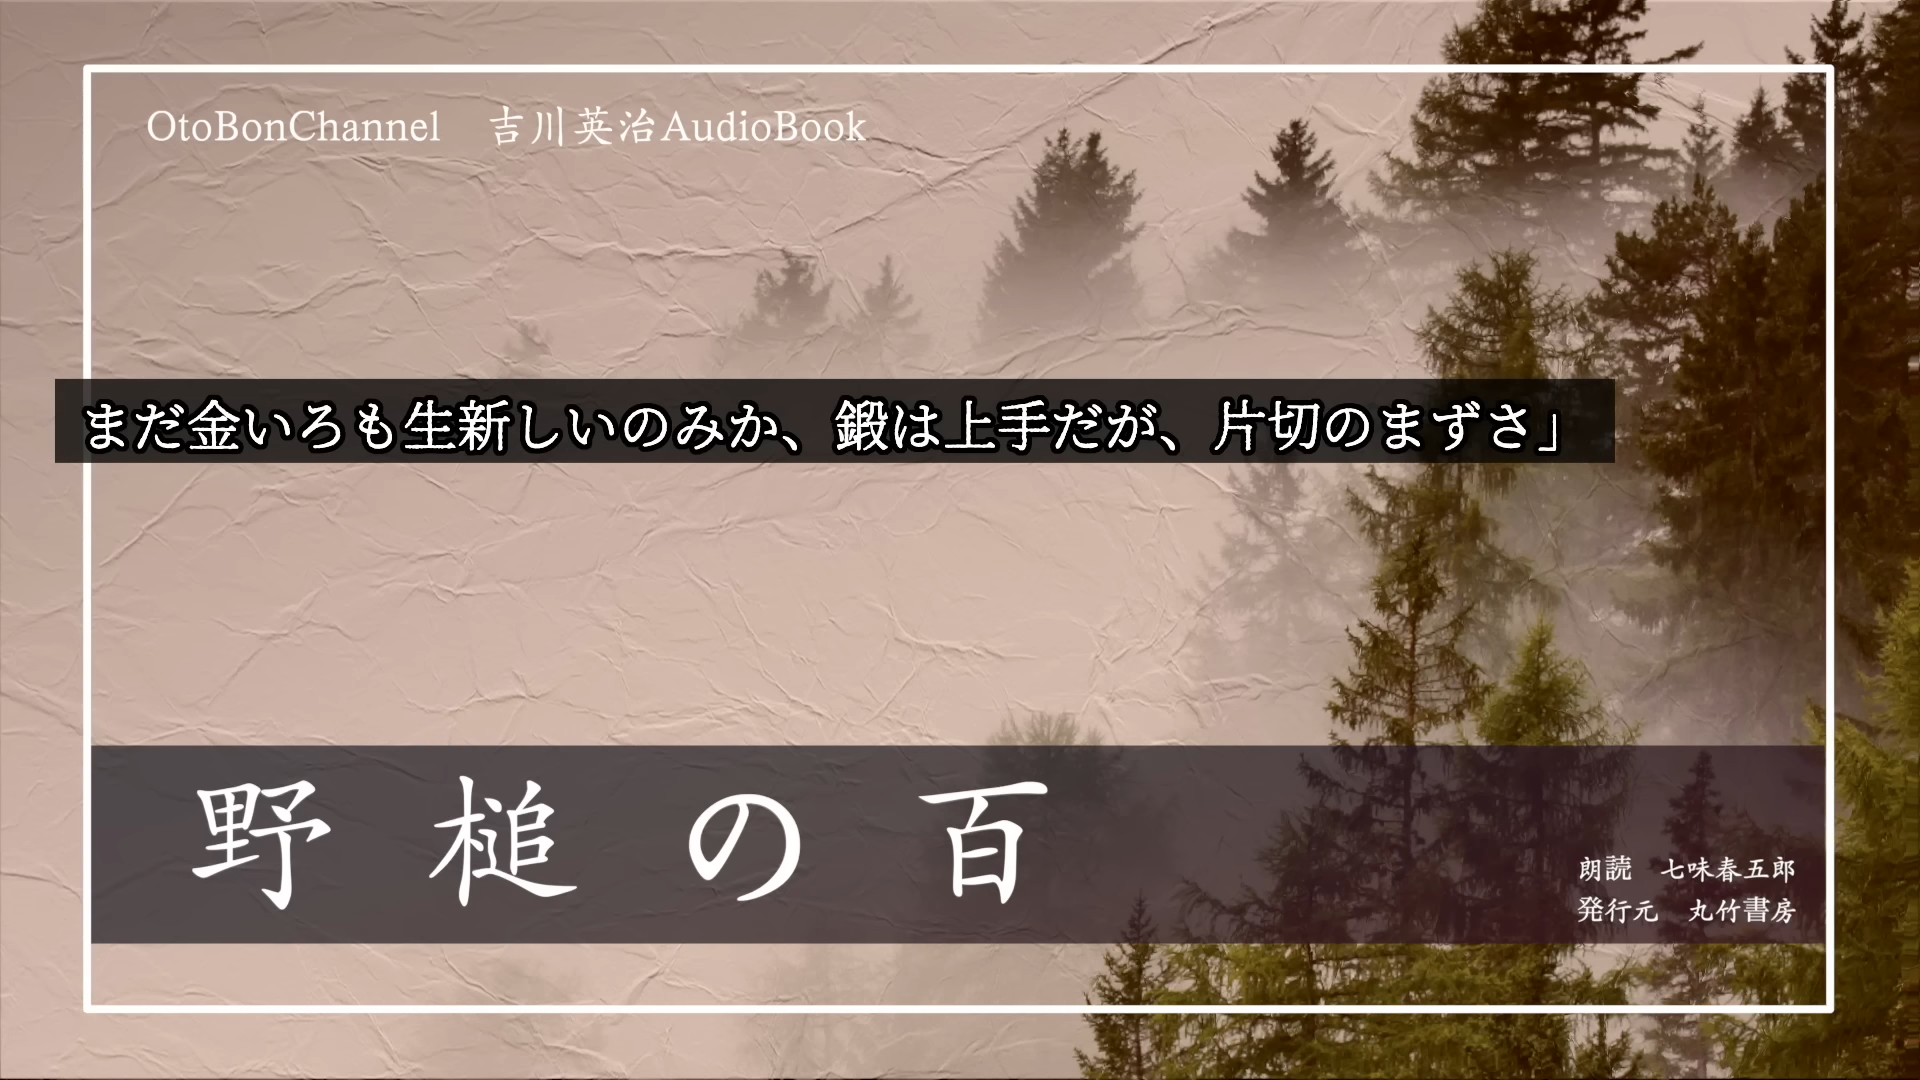 OtoBonChannel　吉川英治AudioBook
まだ金いろも生新しいのみか、鍛は上手だが、片切のまずさ」
野槌の百
朗読　七味春五郎
発行元　丸竹書房